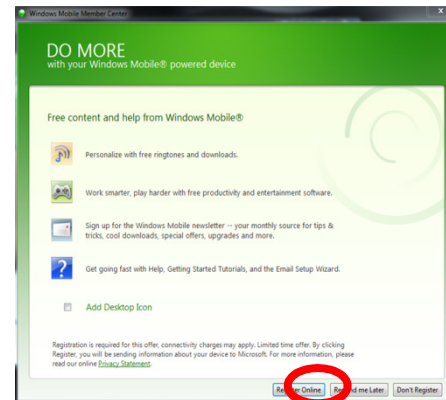 Windows Mobile Member Center
DO MORE
with your Windows Mobile® powered device
Free content and help from Windows Mobile®
Personalize with free ringtones and downloads.
Work smarter, play harder with free productivity and entertainment software.
Sign up for the Windows Mobile newsletter -- your monthly source for tips &
tricks, cool downloads, special offers, upgrades and more.
Get going fast with Help, Getting Started Tutorials, and the Email Setup Wizard.
Add Desktop Icon
Registration is required for this offer, connectivity charges may apply. Limited time offer. By clicking
Register, you will be sending information about your device to Microsoft. For more information, please
read our online Privacy Statement.
Register Online Remind me Later Don't Register